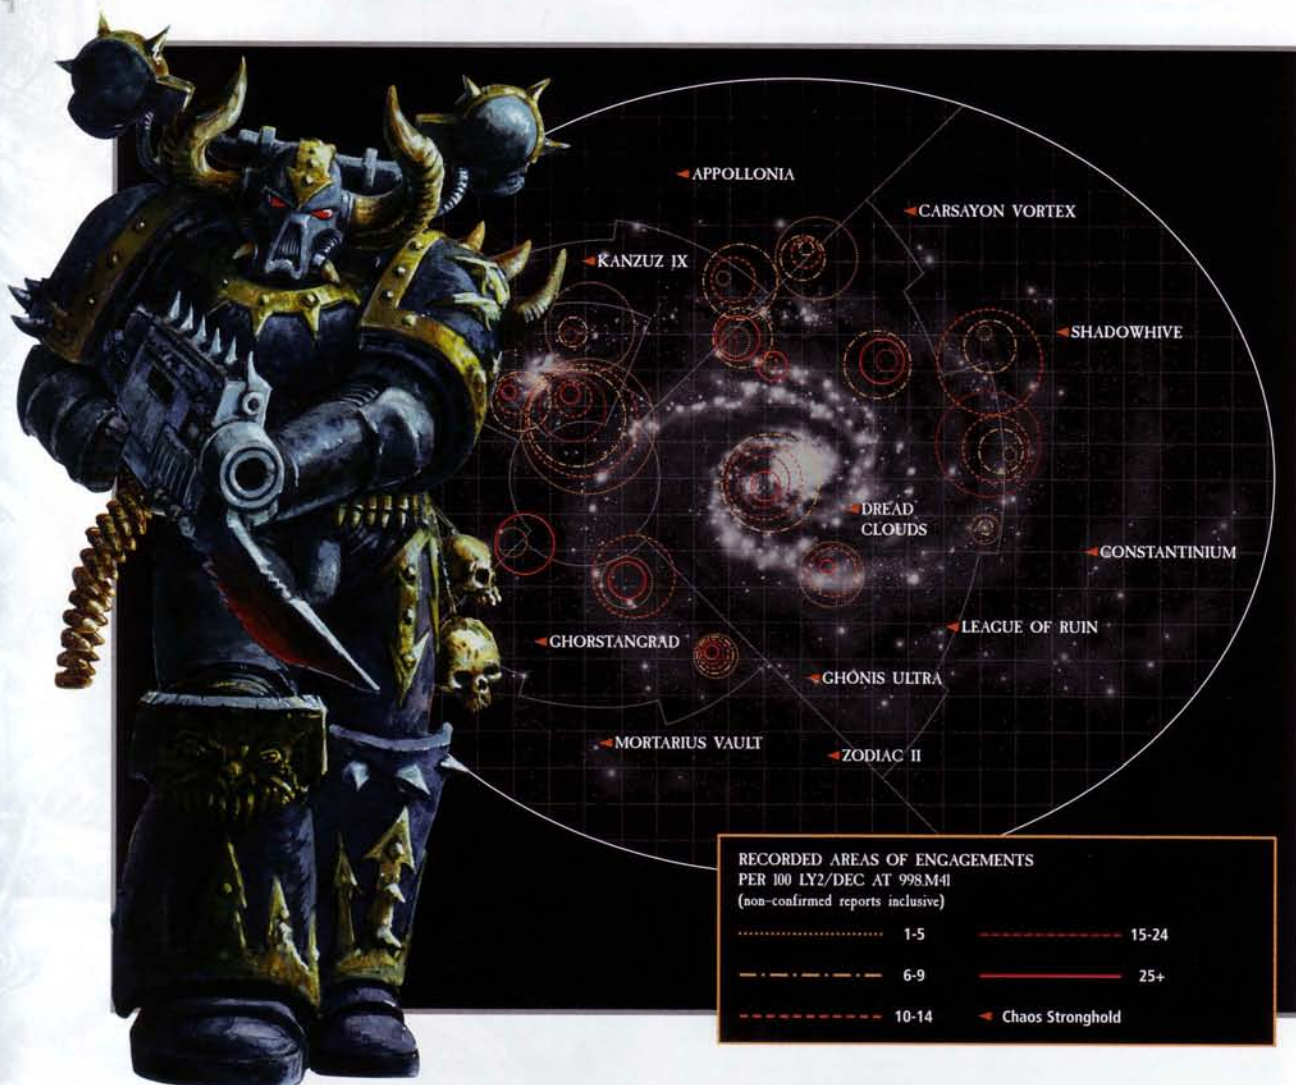 APPOLLONIA
CARSAYON VORTEX
KANZUZ IX
SHADOWHIVE
DREAD
CLOUDS
CONSTANTINIUM
LEAGUE OF RUIN
GHORSTANGRAD
GHONIS ULTRA
MORTARIUS VAULT
ZODIAC II
RECORDED AREAS OF ENGAGEMENTS
PER 100 LY2/DEC AT 998.M41
(non-confirmed reports inclusive)
1-5
15-24
6-9
25+
10-14
Chaos Stronghold